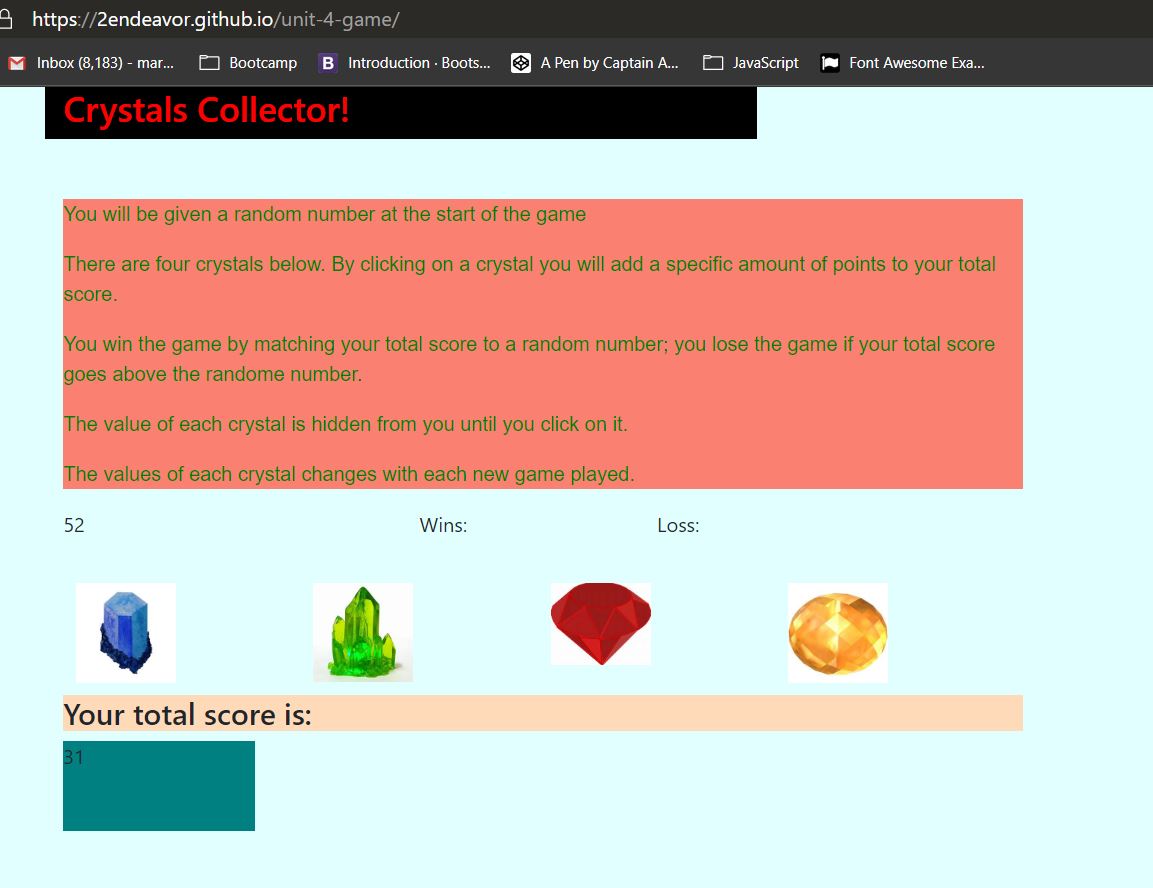 https://2endeavor.github.io/unit-4-game/
Inbox (8,183) - mar... Bootcamp B Introduction · Boots... A Pen by Captain A... JavaScript Font Awesome Exa...
Crystals Collector!
You will be given a random number at the start of the game
There are four crystals below. By clicking on a crystal you will add a specific amount of points to your total
score.
You win the game by matching your total score to a random number; you lose the game if your total score
goes above the randome number.
The value of each crystal is hidden from you until you click on it.
The values of each crystal changes with each new game played.
52 Wins: Loss:
Your total score is:
31